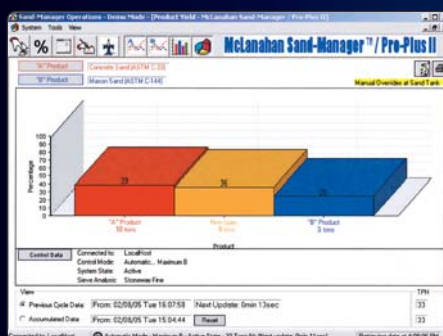 Sand-Manager Operations - Demo Mode - [Product Yield - McLanahan Sand-Manager / Pro-Plus II]
System Tools View
% McLanahan Sand-Manager™ / Pro-Plus II
"A" Product Concrete Sand (ASTM C-33)
"B" Product Mason Sand (ASTM C-144)
Manual Overrides at Sand Tank
100
90
80
70
60
50
40
30
20
10
0
Percentage
39
36
25
"A" Product
Non-Spec
"B" Product
10 tons
3 tons
Product
Control Data
Connected to: LocalHost
Control Mode: Automatic... Maximum B
System State: Active
Sieve Analysis: Stoneway Fine
View
TPH
Previous Cycle Data: From: 02/08/05 Tue 16:07:58 Next Update: 0min 13sec 33
Accumulated Data: From: 02/08/05 Tue 15:04:44 Reset 33